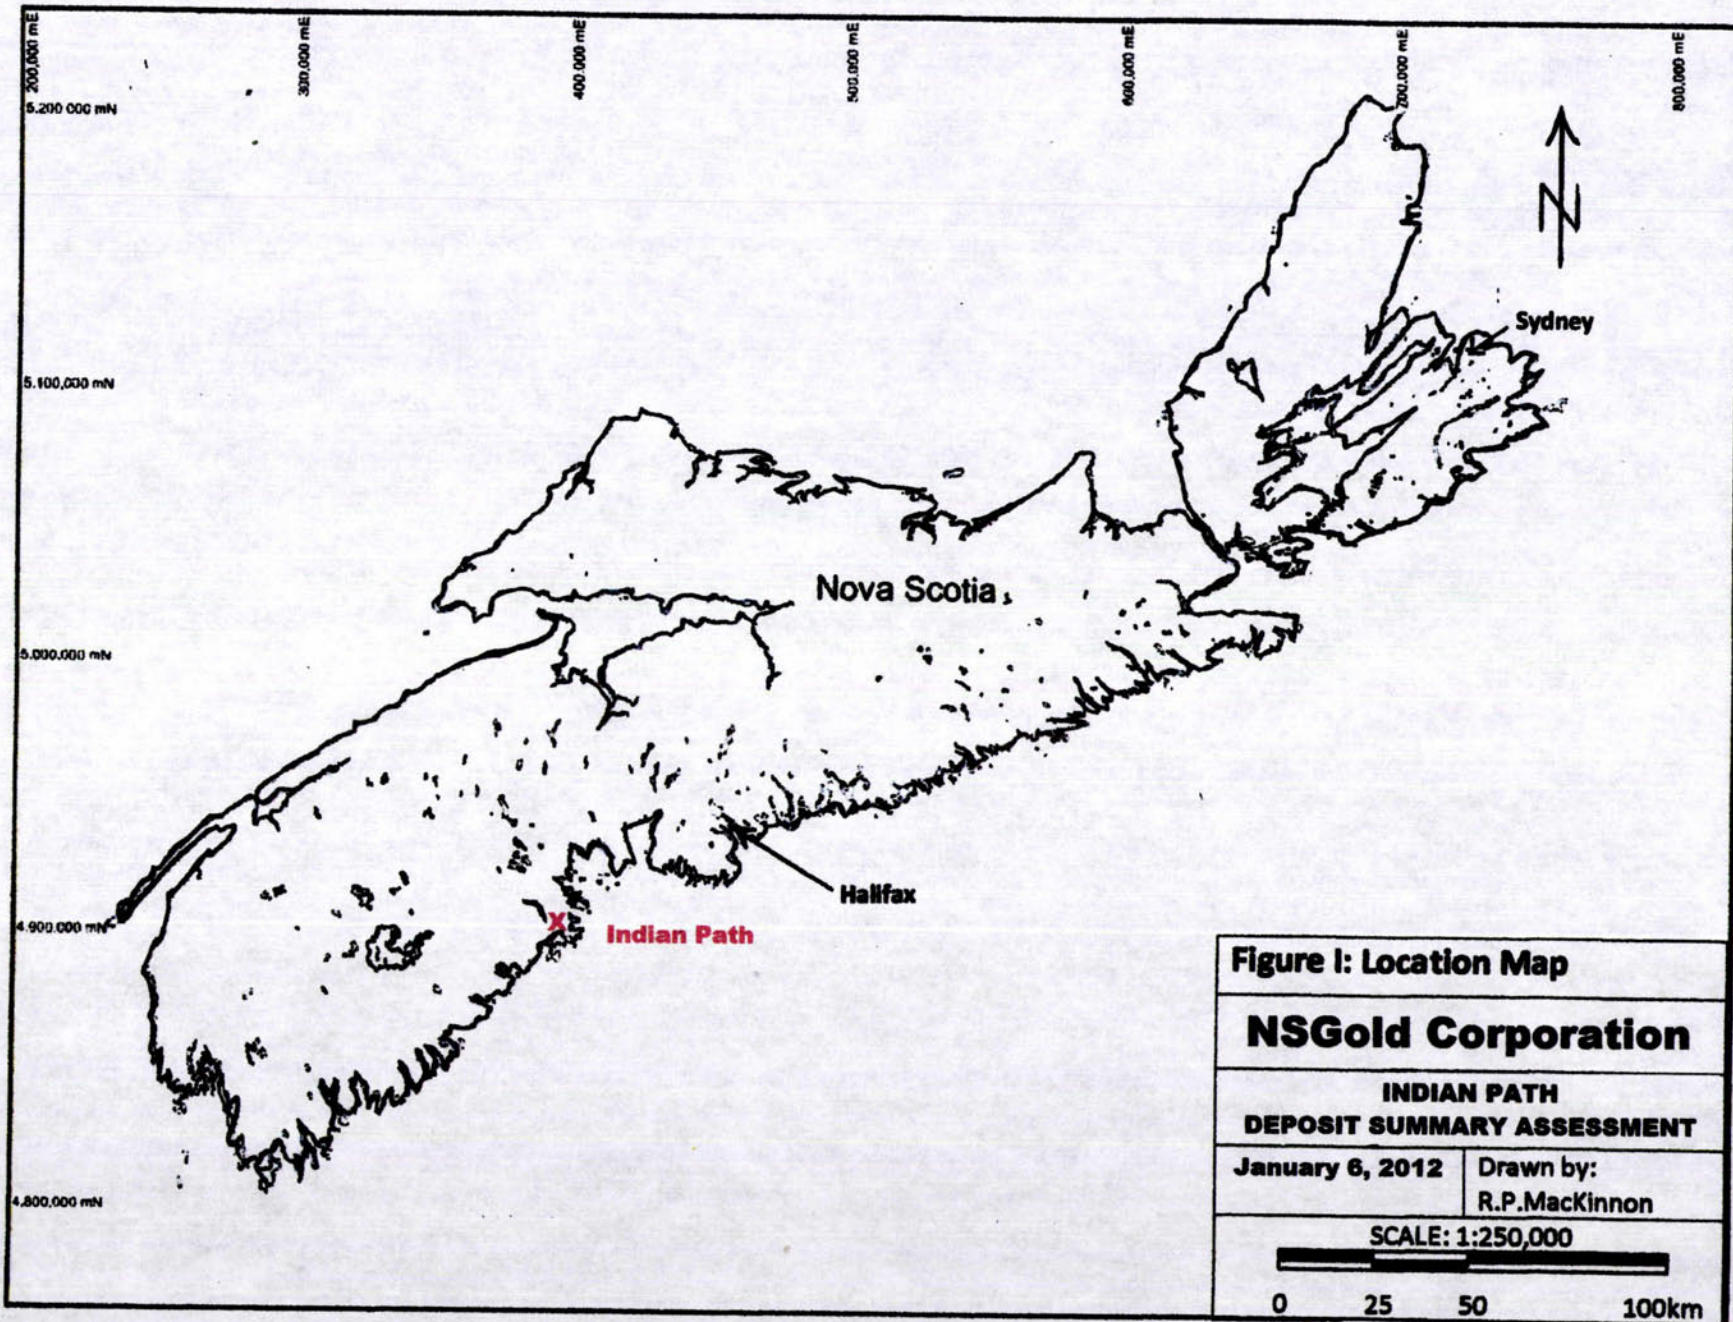 200,000 mE
300,000 mE
400,000 mE
500,000 mE
600,000 mE
700,000 mE
800,000 mE
5,200 000 mN
5,100,000 mN
5,000,000 mN
4,900,000 mN
4,800,000 mN
N
Sydney
Nova Scotia
Halifax
X
Indian Path
Figure I: Location Map
NSGold Corporation
INDIAN PATH
DEPOSIT SUMMARY ASSESSMENT
January 6, 2012
Drawn by:
R.P.MacKinnon
SCALE: 1:250,000
0 25 50 100km